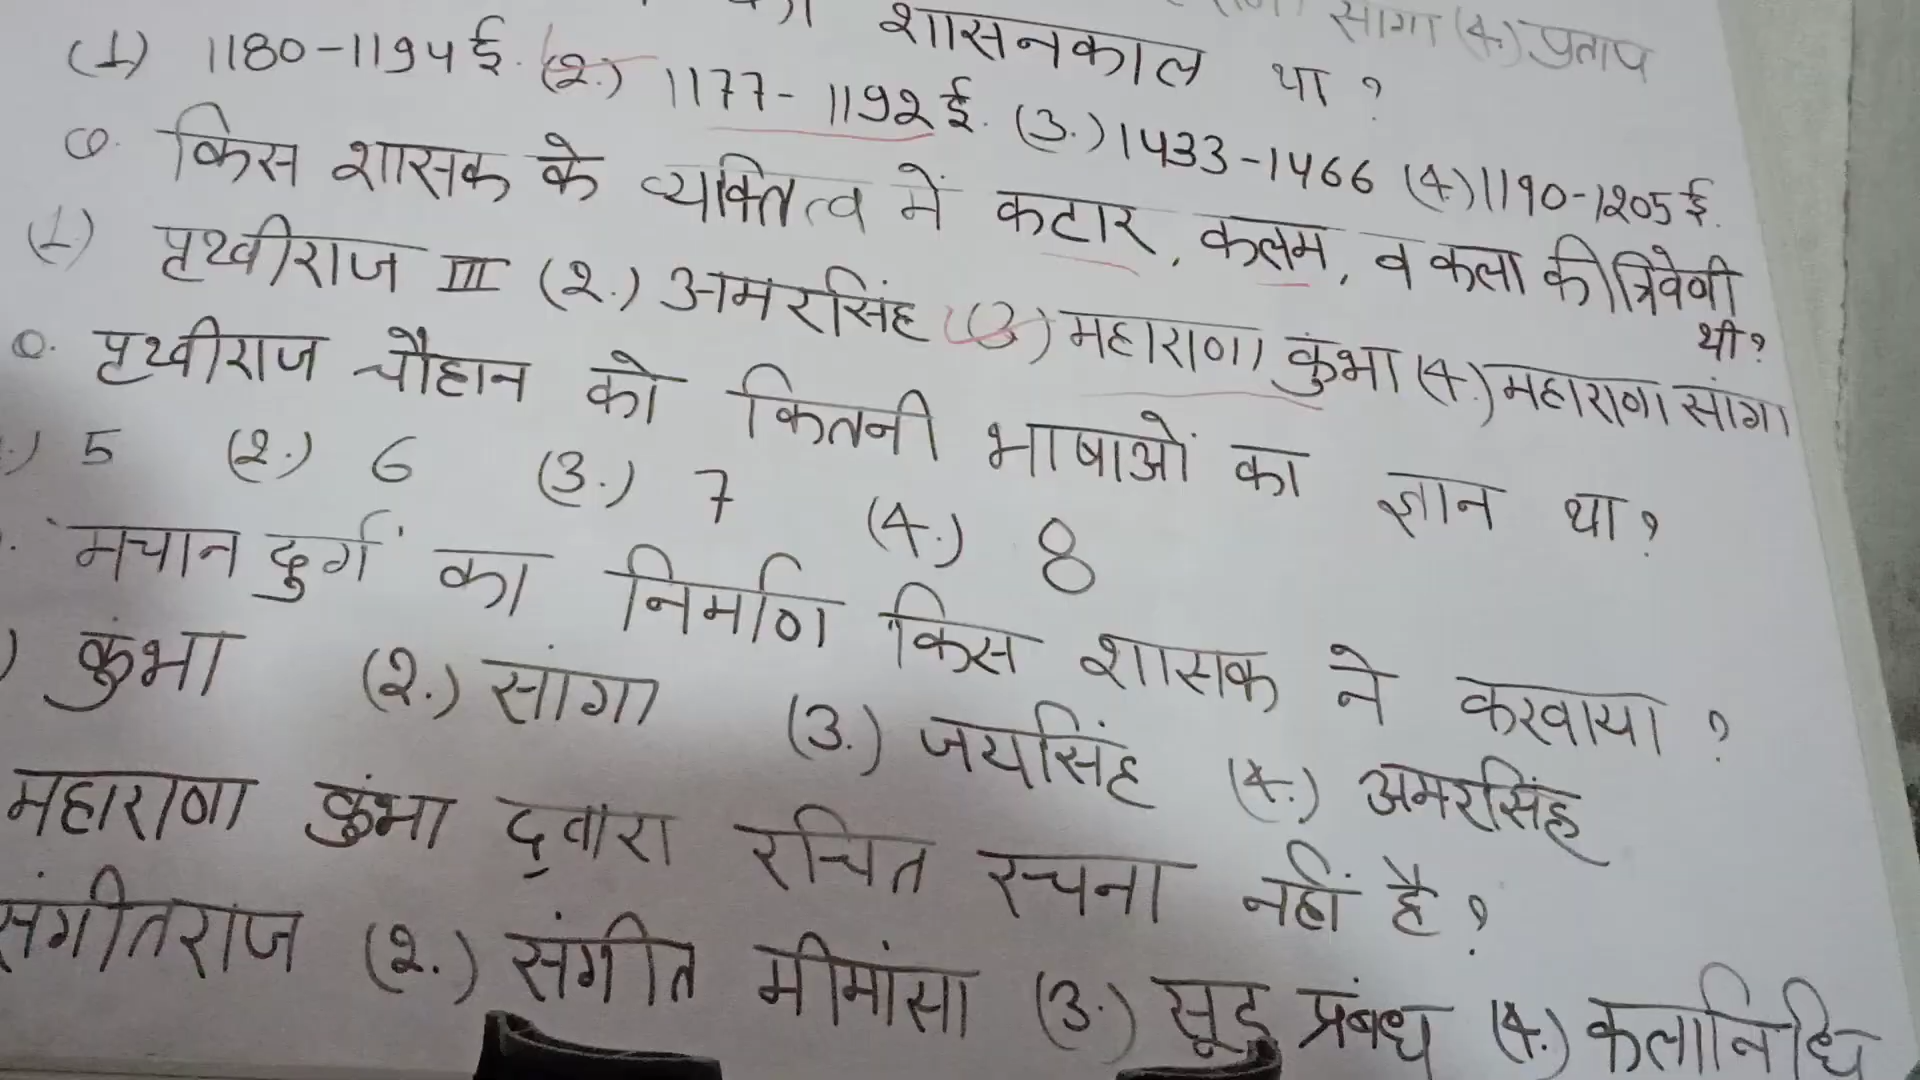 सागा (4.) प्रताप
शासनकाल था ?
(1) 1180-1194 ई. (2.) 1177- 1192 ई. (3.) 1433-1466 (4.) 1190-1205 ई.
किस शासक के व्यक्तित्व में कटार, कलम, व कला की त्रिवेणी थी?
(1) पृथ्वीराज III (2.) अमरसिंह (3) महाराणा कुंभा (4.) महाराणा सांगा
पृथ्वीराज चौहान को कितनी भाषाओं का ज्ञान था ?
5 (2.) 6 (3.) 7 (4.) 8
मचान दुर्ग का निर्माण किस शासक ने करवाया ?
कुंभा (2.) सांगा (3.) जयसिंह (4.) अमरसिंह
महाराणा कुंभा द्वारा रचित रचना नहीं है ?
संगीतराज (2.) संगीत मीमांसा (3.) सूड प्रबंध (4.) कलानिधि